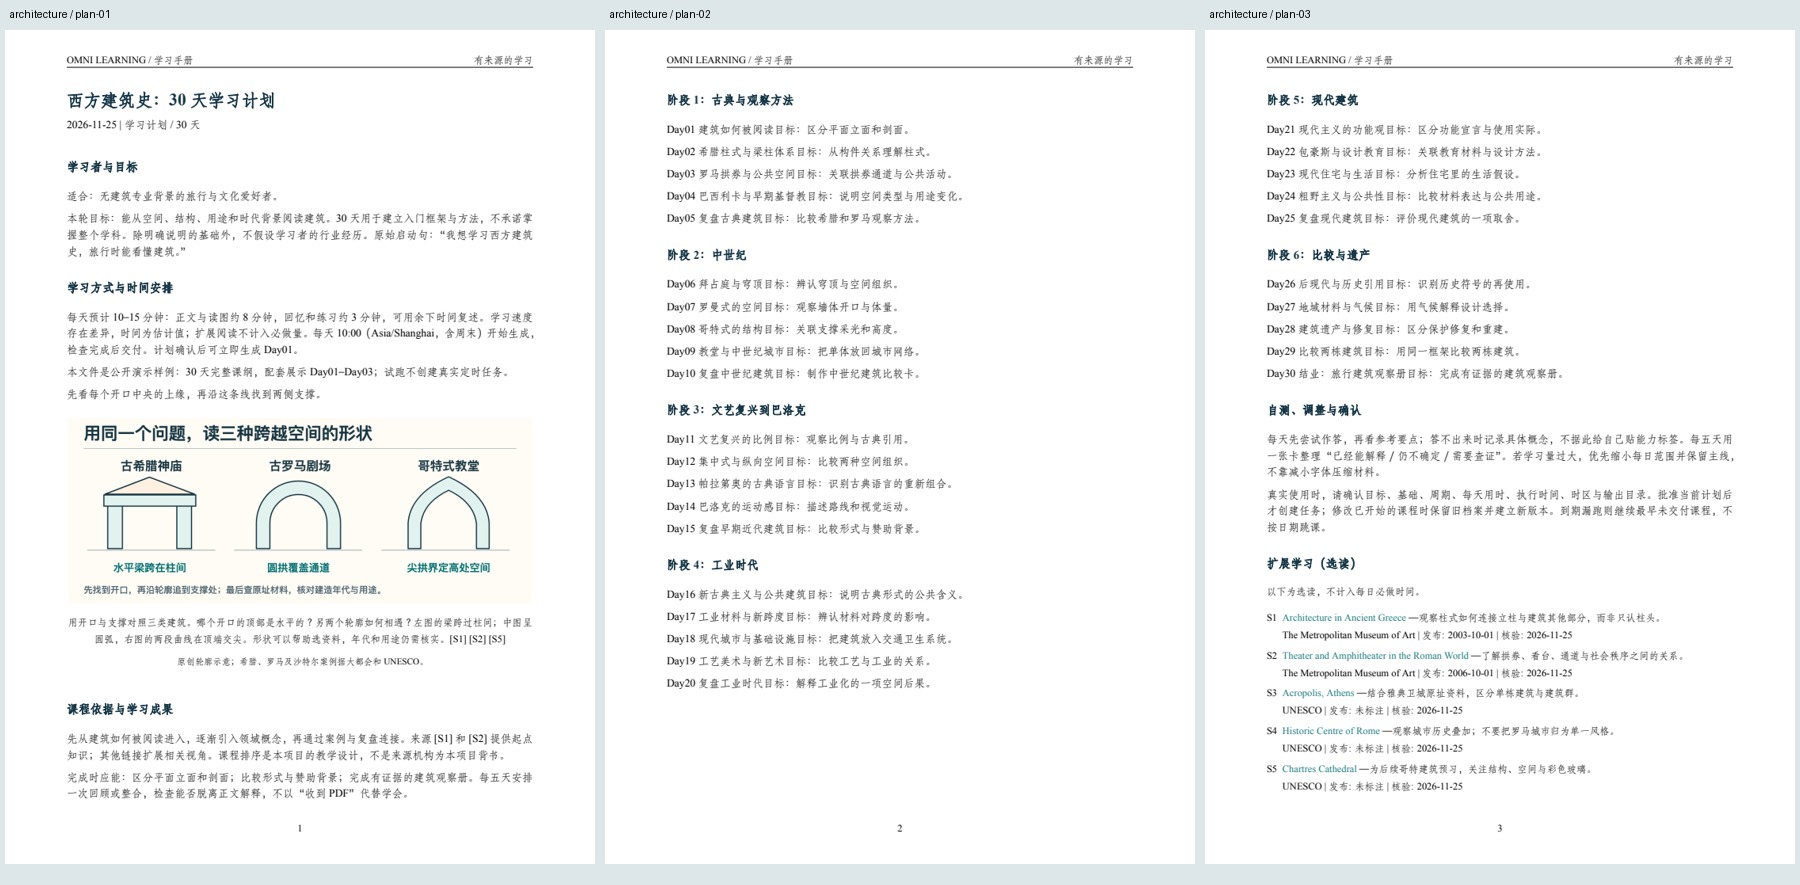 architecture / plan-01
OMNI LEARNING / 学习手册
有来源的学习
西方建筑史：30 天学习计划
2026-11-25 | 学习计划 / 30 天
学习者与目标
适合：无建筑专业背景的旅行与文化爱好者。
本轮目标：能从空间、结构、用途和时代背景阅读建筑。30 天用于建立入门框架与方法，不承诺掌
握整个学科。除明确说明的基础外，不假设学习者的行业经历。原始启动句：“我想学习西方建筑
史，旅行时能看懂建筑。”
学习方式与时间安排
每天预计 10–15 分钟：正文与读图约 8 分钟，回忆和练习约 3 分钟，可用余下时间复述。学习速度
存在差异，时间为估计值；扩展阅读不计入必做量。每天 10:00（Asia/Shanghai，含周末）开始生成，
检查完成后交付。计划确认后可立即生成 Day01。
本文件是公开演示样例：30 天完整课纲，配套展示 Day01–Day03；试跑不创建真实定时任务。
先看每个开口中央的上缘，再沿这条线找到两侧支撑。
用同一个问题，读三种跨越空间的形状
古希腊神庙
古罗马剧场
哥特式教堂
水平梁跨在柱间
圆拱覆盖通道
尖拱界定高处空间
先找到开口，再沿轮廓追到支撑处；最后查原址材料，核对建造年代与用途。
用开口与支撑对照三类建筑。哪个开口的顶部是水平的？另两个轮廓如何相遇？左图的梁跨过柱间；中图呈
圆弧，右图的两段曲线在顶端交尖。形状可以帮助选资料，年代和用途仍需核实。[S1] [S2] [S5]
原创轮廓示意；希腊、罗马及沙特尔案例据大都会和 UNESCO。
课程依据与学习成果
先从建筑如何被阅读进入，逐渐引入领域概念，再通过案例与复盘连接。来源 [S1] 和 [S2] 提供起点
知识；其他链接扩展相关视角。课程排序是本项目的教学设计，不是来源机构为本项目背书。
完成时应能：区分平面立面和剖面；比较形式与赞助背景；完成有证据的建筑观察册。每五天安排
一次回顾或整合，检查能否脱离正文解释，不以“收到 PDF”代替学会。
1
architecture / plan-02
OMNI LEARNING / 学习手册
有来源的学习
阶段 1：古典与观察方法
Day01 建筑如何被阅读目标：区分平面立面和剖面。
Day02 希腊柱式与梁柱体系目标：从构件关系理解柱式。
Day03 罗马拱券与公共空间目标：关联拱券通道与公共活动。
Day04 巴西利卡与早期基督教目标：说明空间类型与用途变化。
Day05 复盘古典建筑目标：比较希腊和罗马观察方法。
阶段 2：中世纪
Day06 拜占庭与穹顶目标：辨认穹顶与空间组织。
Day07 罗曼式的空间目标：观察墙体开口与体量。
Day08 哥特式的结构目标：关联支撑采光和高度。
Day09 教堂与中世纪城市目标：把单体放回城市网络。
Day10 复盘中世纪建筑目标：制作中世纪建筑比较卡。
阶段 3：文艺复兴到巴洛克
Day11 文艺复兴的比例目标：观察比例与古典引用。
Day12 集中式与纵向空间目标：比较两种空间组织。
Day13 帕拉第奥的古典语言目标：识别古典语言的重新组合。
Day14 巴洛克的运动感目标：描述路线和视觉运动。
Day15 复盘早期近代建筑目标：比较形式与赞助背景。
阶段 4：工业时代
Day16 新古典主义与公共建筑目标：说明古典形式的公共含义。
Day17 工业材料与新跨度目标：辨认材料对跨度的影响。
Day18 现代城市与基础设施目标：把建筑放入交通卫生系统。
Day19 工艺美术与新艺术目标：比较工艺与工业的关系。
Day20 复盘工业时代目标：解释工业化的一项空间后果。
2
architecture / plan-03
OMNI LEARNING / 学习手册
有来源的学习
阶段 5：现代建筑
Day21 现代主义的功能观目标：区分功能宣言与使用实际。
Day22 包豪斯与设计教育目标：关联教育材料与设计方法。
Day23 现代住宅与生活目标：分析住宅里的生活假设。
Day24 粗野主义与公共性目标：比较材料表达与公共用途。
Day25 复盘现代建筑目标：评价现代建筑的一项取舍。
阶段 6：比较与遗产
Day26 后现代与历史引用目标：识别历史符号的再使用。
Day27 地域材料与气候目标：用气候解释设计选择。
Day28 建筑遗产与修复目标：区分保护修复和重建。
Day29 比较两栋建筑目标：用同一框架比较两栋建筑。
Day30 结业：旅行建筑观察册目标：完成有证据的建筑观察册。
自测、调整与确认
每天先尝试作答，再看参考要点；答不出来时记录具体概念，不据此给自己贴能力标签。每五天用
一张卡整理“已经能解释 / 仍不确定 / 需要查证”。若学习量过大，优先缩小每日范围并保留主线，
不靠减小字体压缩材料。
真实使用时，请确认目标、基础、周期、每天用时、执行时间、时区与输出目录。批准当前计划后
才创建任务；修改已开始的课程时保留旧档案并建立新版本。到期漏跑则继续最早未交付课程，不
按日期跳课。
扩展学习（选读）
以下为选读，不计入每日必做时间。
S1 Architecture in Ancient Greece —观察柱式如何连接立柱与建筑其他部分，而非只认柱头。
The Metropolitan Museum of Art | 发布: 2003-10-01 | 核验: 2026-11-25
S2 Theater and Amphitheater in the Roman World —了解拱券、看台、通道与社会秩序之间的关系。
The Metropolitan Museum of Art | 发布: 2006-10-01 | 核验: 2026-11-25
S3 Acropolis, Athens —结合雅典卫城原址资料，区分单栋建筑与建筑群。
UNESCO | 发布: 未标注 | 核验: 2026-11-25
S4 Historic Centre of Rome —观察城市历史叠加；不要把罗马城市归为单一风格。
UNESCO | 发布: 未标注 | 核验: 2026-11-25
S5 Chartres Cathedral —为后续哥特建筑预习，关注结构、空间与彩色玻璃。
UNESCO | 发布: 未标注 | 核验: 2026-11-25
3